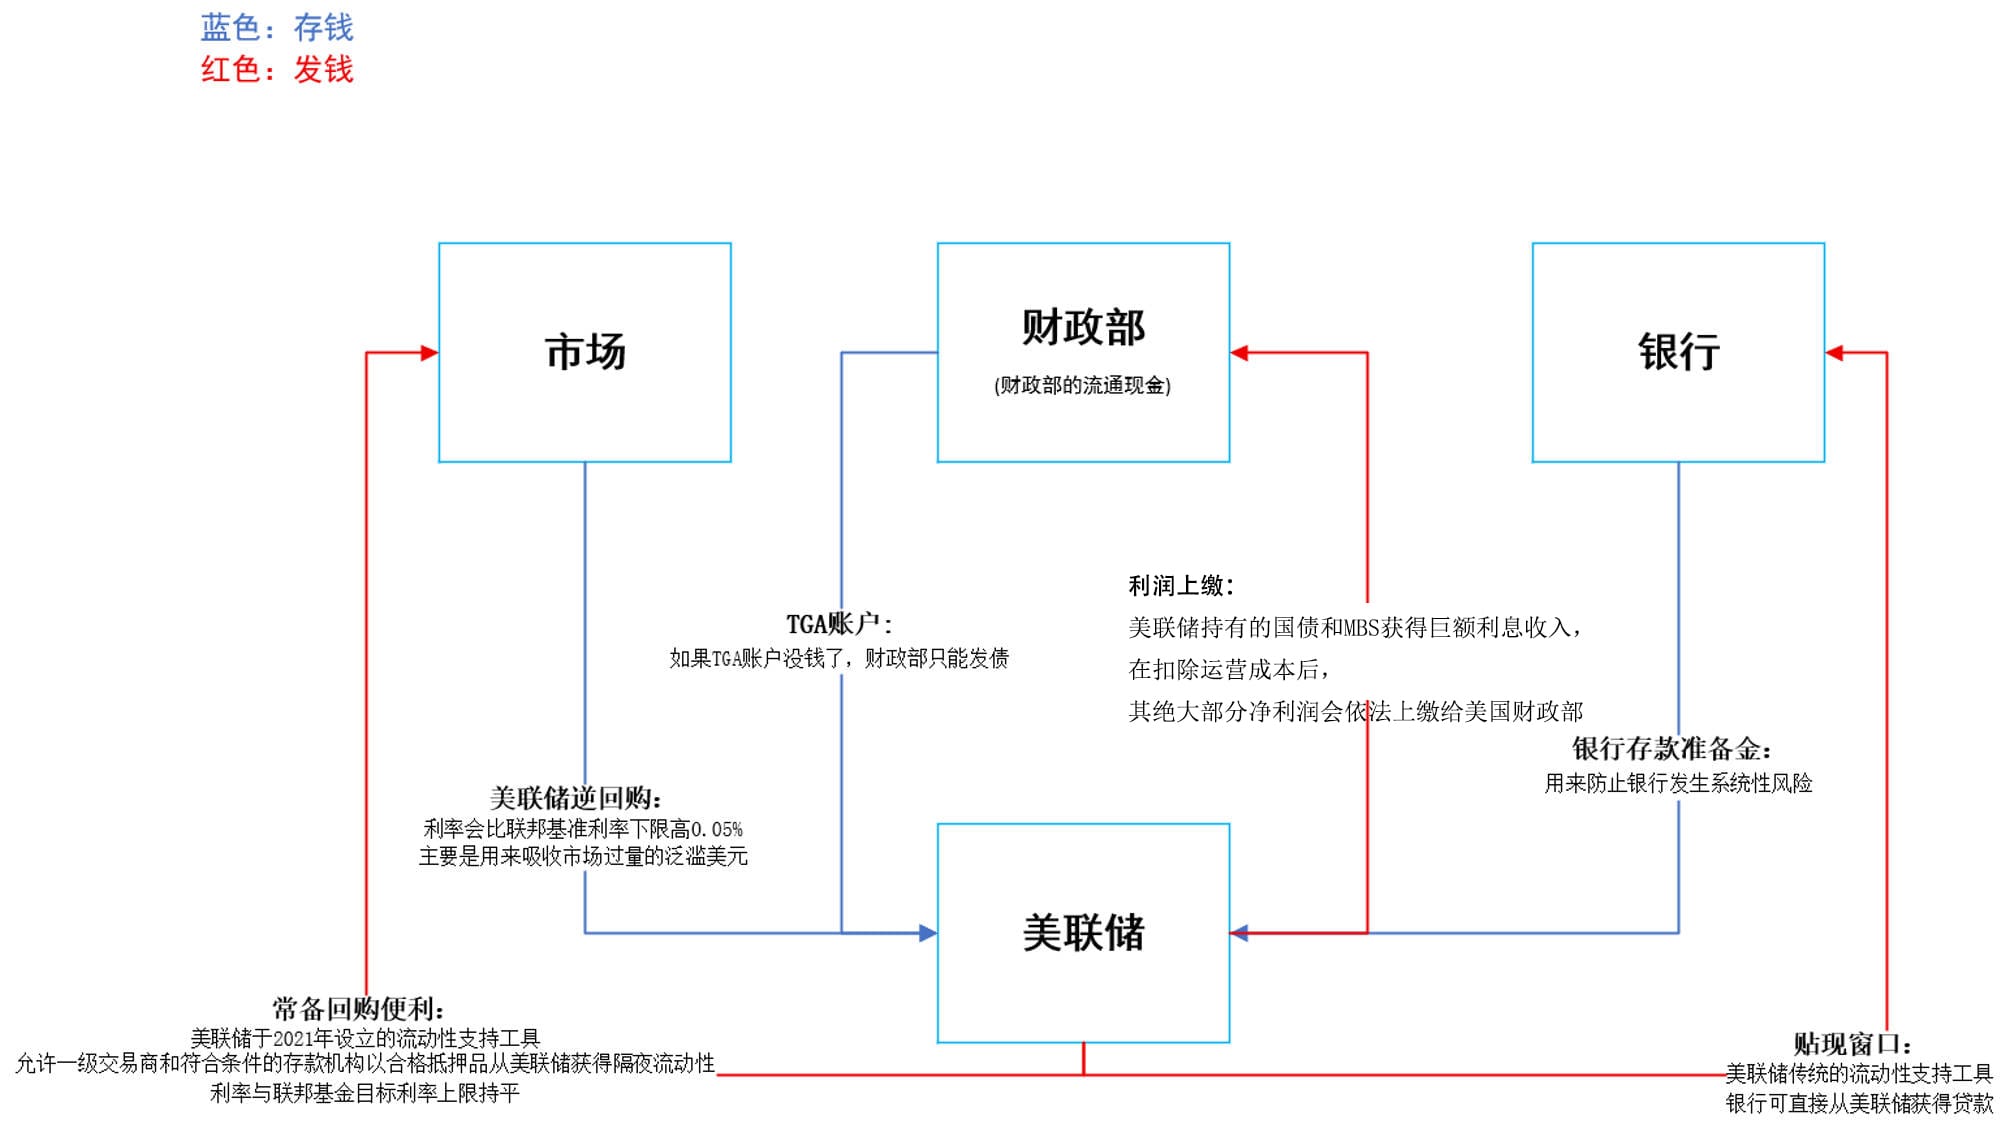 蓝色：存钱
红色：发钱
市场
财政部
(财政部的流通现金)
银行
利润上缴：
美联储持有的国债和MBS获得巨额利息收入，
在扣除运营成本后，
其绝大部分净利润会依法上缴给美国财政部
TGA账户：
如果TGA账户没钱了，财政部只能发债
银行存款准备金：
用来防止银行发生系统性风险
美联储逆回购：
利率会比联邦基准利率下限高0.05%
主要是用来吸收市场过量的泛滥美元
美联储
常备回购便利：
美联储于2021年设立的流动性支持工具
允许一级交易商和符合条件的存款机构以合格抵押品从美联储获得隔夜流动性
利率与联邦基金目标利率上限持平
贴现窗口：
美联储传统的流动性支持工具
银行可直接从美联储获得贷款